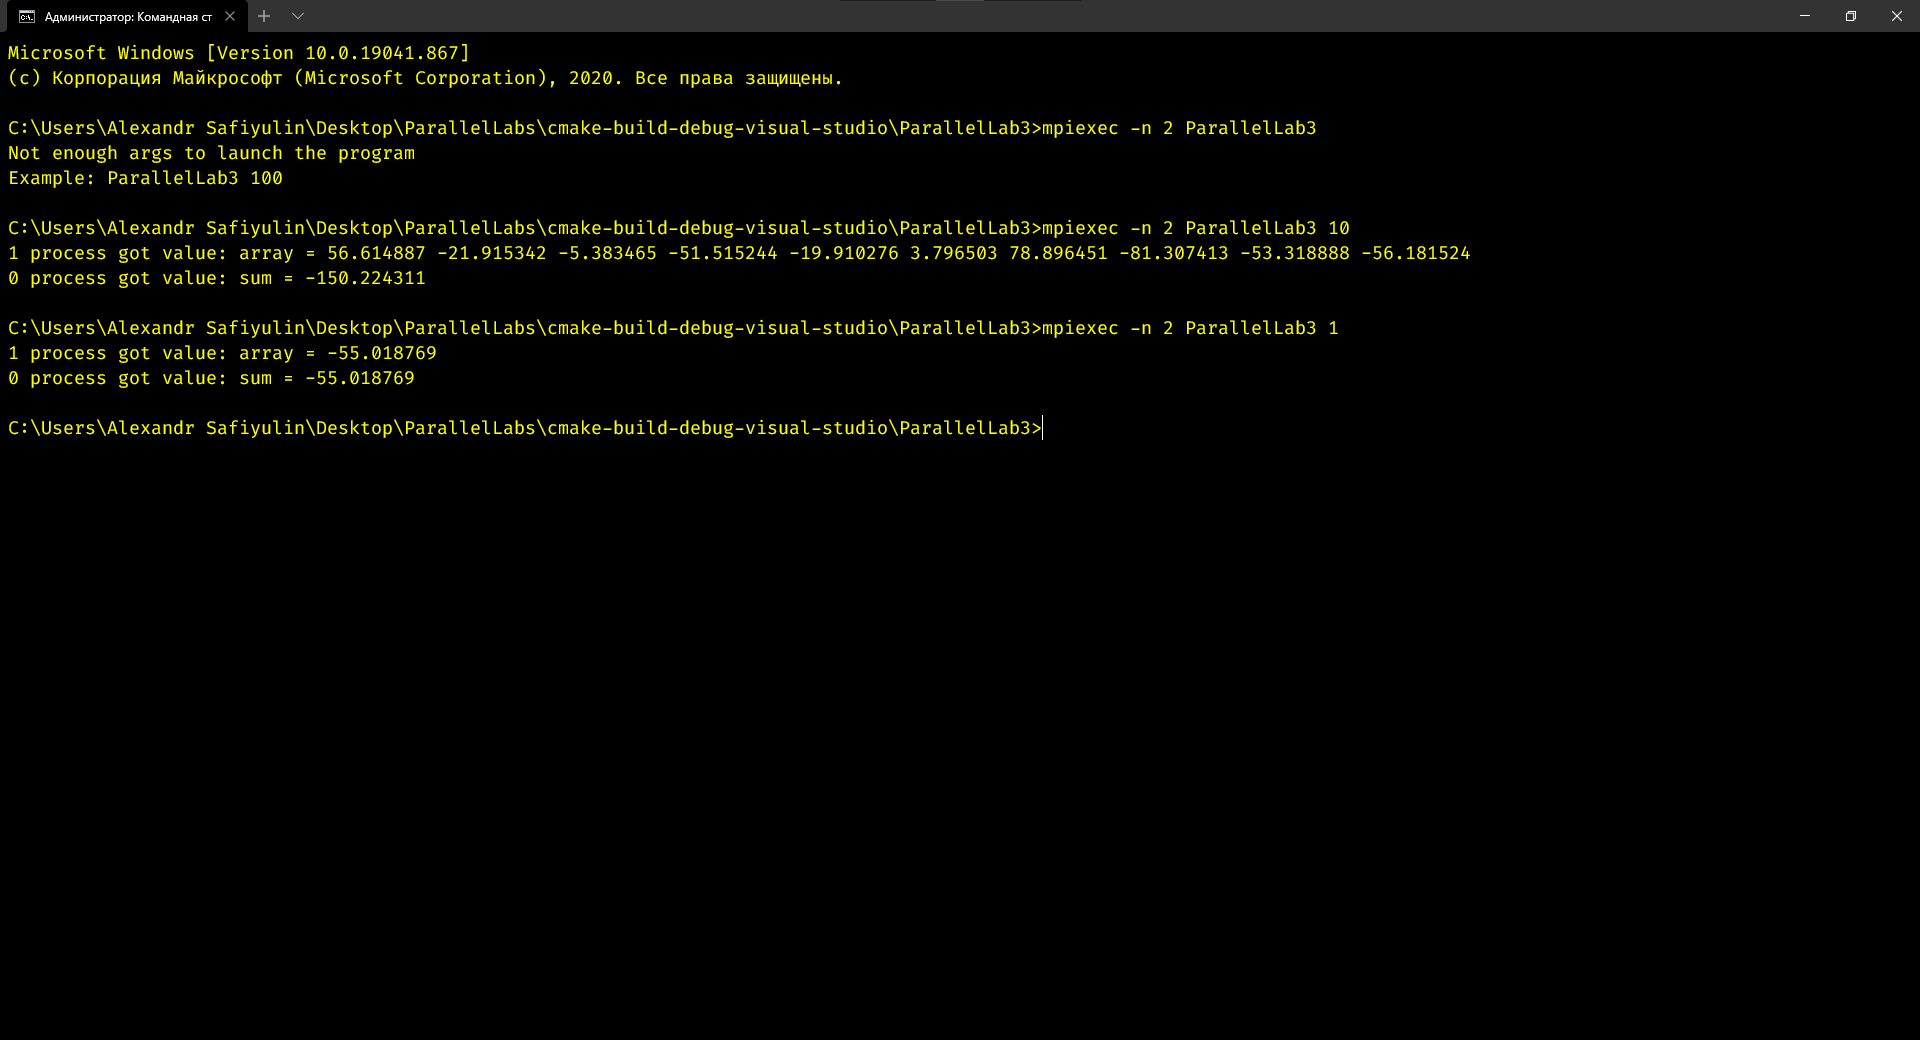 Администратор: Командная ст
Microsoft Windows [Version 10.0.19041.867]
(c) Корпорация Майкрософт (Microsoft Corporation), 2020. Все права защищены.
C:\Users\Alexandr Safiyulin\Desktop\ParallelLabs\cmake-build-debug-visual-studio\ParallelLab3>mpiexec -n 2 ParallelLab3
Not enough args to launch the program
Example: ParallelLab3 100
C:\Users\Alexandr Safiyulin\Desktop\ParallelLabs\cmake-build-debug-visual-studio\ParallelLab3>mpiexec -n 2 ParallelLab3 10
1 process got value: array = 56.614887 -21.915342 -5.383465 -51.515244 -19.910276 3.796503 78.896451 -81.307413 -53.318888 -56.181524
0 process got value: sum = -150.224311
C:\Users\Alexandr Safiyulin\Desktop\ParallelLabs\cmake-build-debug-visual-studio\ParallelLab3>mpiexec -n 2 ParallelLab3 1
1 process got value: array = -55.018769
0 process got value: sum = -55.018769
C:\Users\Alexandr Safiyulin\Desktop\ParallelLabs\cmake-build-debug-visual-studio\ParallelLab3>